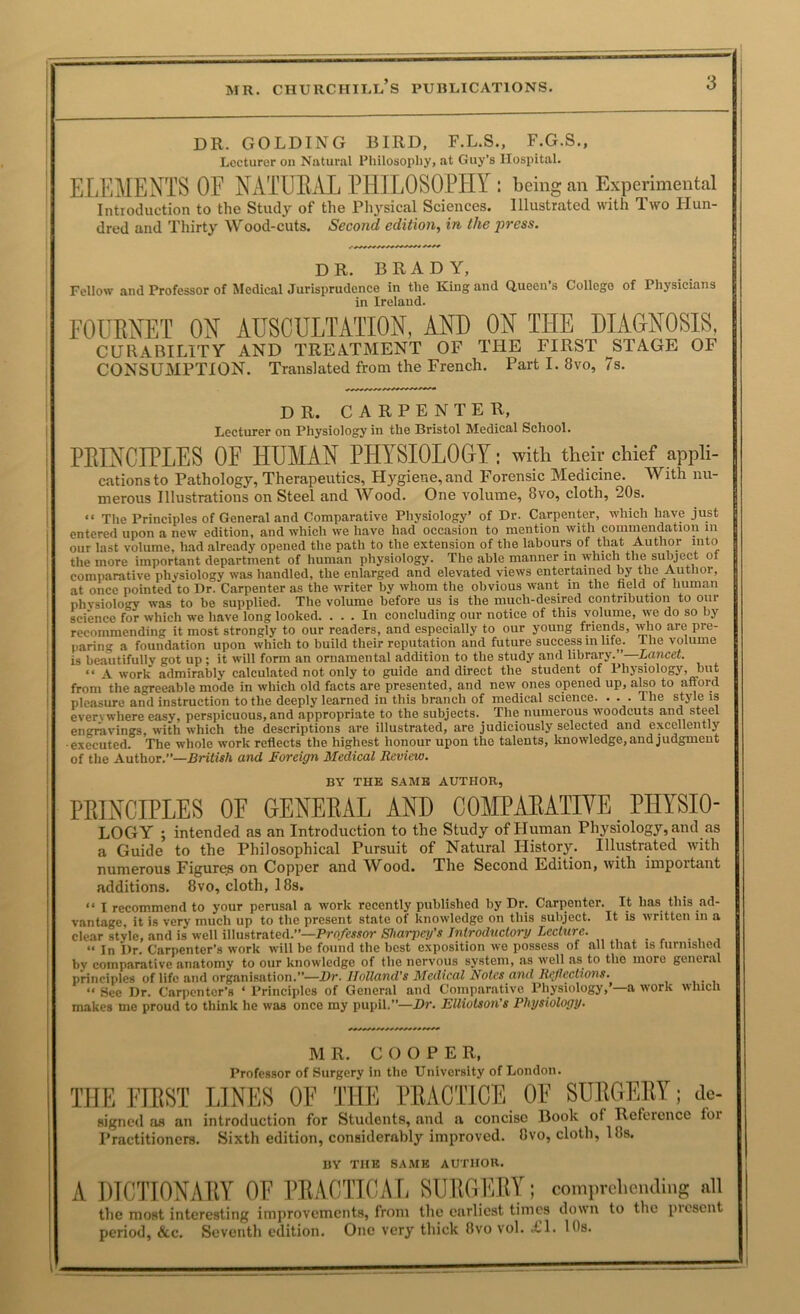 MR. CHURCHILL'S PUBLICATIONS.
3
DR. GOLDING BIRD, F.L.S., F.G.S.,
Lecturer on Natural Philosophy, at Guy's Hospital.
ELEMENTS OF NATURAL PHILOSOPHY: being an Experimental
Introduction to the Study of the Physical Sciences. Illustrated with Two Hun-
dred and Thirty Wood-cuts. Second edition, in the press.
DR. BRADY,
Fellow and Professor of Medical Jurisprudence in the King and Queen's College of Physicians
in Ireland.
FOURNET ON AUSCULTATION, AND ON THE DIAGNOSIS,
CURABILITY AND TREATMENT OF THE FIRST STAGE OF
CONSUMPTION. Translated from the French. Part I. 8vo, 7s.
DR. CARPENTER,
Lecturer on Physiology in the Bristol Medical School.
PRINCIPLES OF HUMAN PHYSIOLOGY: with their chief appli-
cations to Pathology, Therapeutics, Hygiene, and Forensic Medicine. With nu-
merous Illustrations on Steel and Wood. One volume, 8vo, cloth, 20s.
"The Principles of General and Comparative Physiology' of Dr. Carpenter, which have just
entered upon a new edition, and which we have had occasion to mention with commendation in
our last volume, had already opened the path to the extension of the labours of that Author into
the more important department of human physiology. The able manner in which the subject of
comparative physiology was handled, the enlarged and elevated views entertained by the Author,
at once pointed to Dr. Carpenter as the writer by whom the obvious want in the field of human
physiology was to be supplied. The volume before us is the much-desired contribution to our
science for which we have long looked. . . . In concluding our notice of this volume, we do so by
recommending it most strongly to our readers, and especially to our young friends, who are pre-
paring a foundation upon which to build their reputation and future success in life. The volume
is beautifully got up; it will form an ornamental addition to the study and library."—Lancet.
"A work admirably calculated not only to guide and direct the student of Physiology, but
from the agreeable mode in which old facts are presented, and new ones opened up, also to afford
pleasure and instruction to the deeply learned in this branch of medical science. . . . The style is
everywhere easy, perspicuous, and appropriate to the subjects. The numerous woodcuts and steel
engravings, with which the descriptions are illustrated, are judiciously selected and excellently
executed. The whole work reflects the highest honour upon the talents, knowledge, and judgment
of the Author."—British and Foreign Medical Review.
BY THE SAME AUTHOR,
PRINCIPLES OF GENERAL AND COMPARATIVE PHYSIO-
LOGY; intended as an Introduction to the Study of Human Physiology, and as
a Guide to the Philosophical Pursuit of Natural History. Illustrated with
numerous Figures on Copper and Wood. The Second Edition, with important
additions. 8vo, cloth, 18s.
"I recommend to your perusal a work recently published by Dr. Carpenter. It has this ad-
vantage, it is very much up to the present state of knowledge on this subject. It is written in a
clear style, and is well illustrated."—Professor Sharpey's Introductory Lecture.
"In Dr. Carpenter's work will be found the best exposition we possess of all that is furnished
by comparative anatomy to our knowledge of the nervous system, as well as to the more general
principles of life and organisation."—Dr. Holland's Medical Notes and Reflections.
"See Dr. Carpenter's 'Principles of General and Comparative Physiology,'—a work which
makes me proud to think he was once my pupil."—Dr. Elliotson's Physiology.
MR. COOPER,
Professor of Surgery in the University of London.
THE FIRST LINES OF THE PRACTICE OF SURGERY; de-
signed as an introduction for Students, and a concise Book of Reference for
Practitioners. Sixth edition, considerably improved. 8vo, cloth, 18s.
BY THE SAME AUTHOR.
A DICTIONARY OF PRACTICAL SURGERY; comprehending all
the most interesting improvements, from the earliest times down to the present
period, &c. Seventh edition. One very thick 8vo vol. £1. 10s.